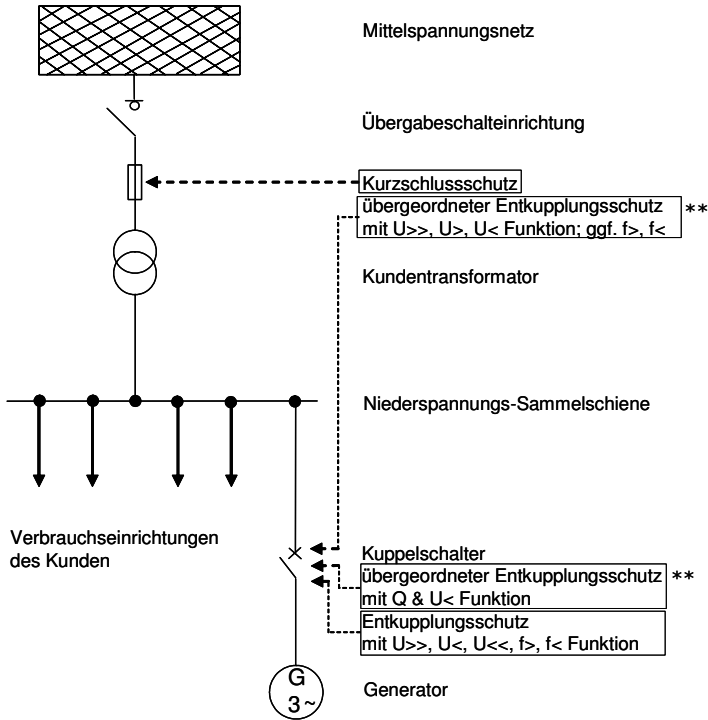 Mittelspannungsnetz
Übergabeschalteinrichtung
Kurzschlussschutz
übergeordneter Entkupplungsschutz **
mit U>>, U>, U< Funktion; ggf. f>, f<
Kundentransformator
Niederspannungs-Sammelschiene
Verbrauchseinrichtungen
des Kunden
Kuppelschalter
übergeordneter Entkupplungsschutz **
mit Q & U< Funktion
Entkupplungsschutz
mit U>>, U<, U<<, f>, f< Funktion
G
3~
Generator